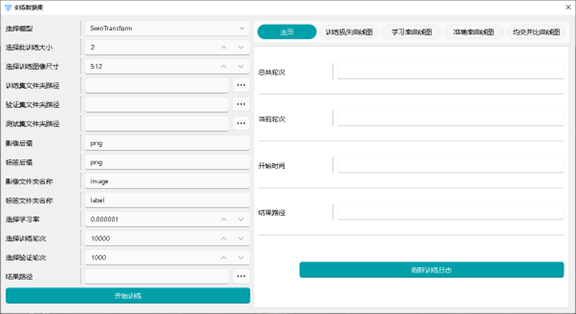 训练数据集
选择模型 SwinTransform
选择批训练大小 2
选择训练图像尺寸 512
训练集文件夹路径 ...
验证集文件夹路径 ...
测试集文件夹路径 ...
影像后缀 png
标签后缀 png
影像文件夹名称 image
标签文件夹名称 label
选择学习率 0.000001
选择训练轮次 10000
选择验证轮次 1000
结果路径 ...
开始训练
主页 训练损失曲线图 学习率曲线图 准确率曲线图 均交并比曲线图
总共轮次
当前轮次
开始时间
结果路径
刷新训练日志